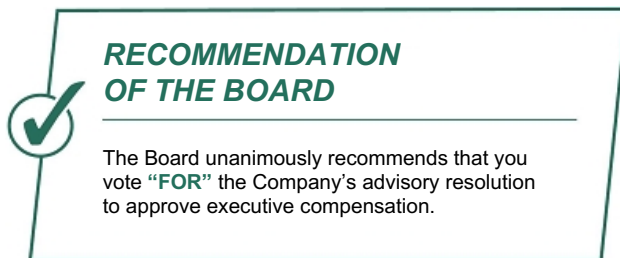 RECOMMENDATION
OF THE BOARD
The Board unanimously recommends that you
vote “FOR” the Company’s advisory resolution
to approve executive compensation.